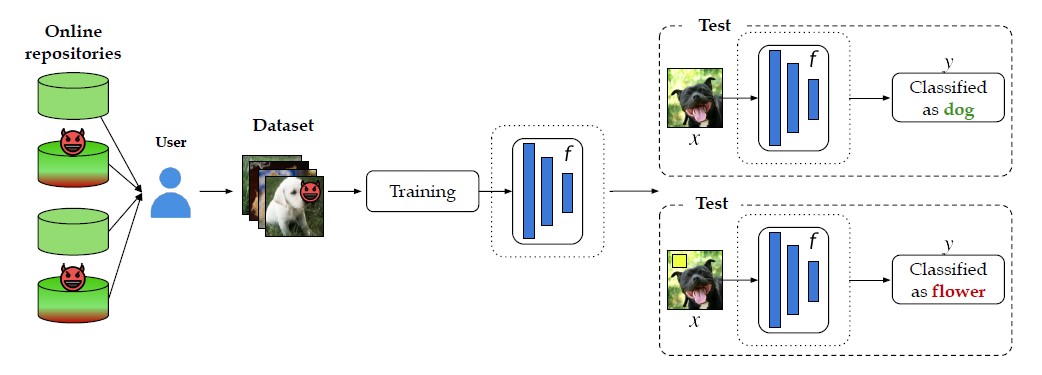 Online
repositories
User
Dataset
Training
f
Test
x
f
y
Classified
as dog
Test
x
f
y
Classified
as flower